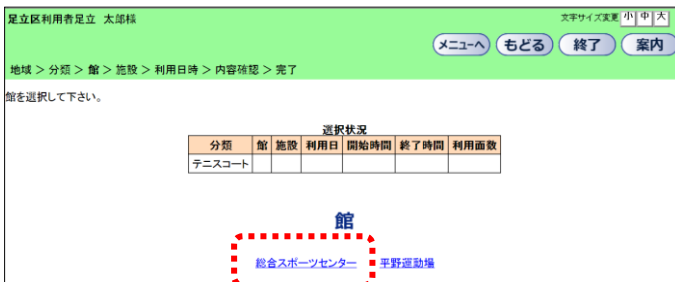 足立区利用者足立 太郎様 文字サイズ変更 小 中 大
メニューへ もどる 終了 案内
地域 > 分類 > 館 > 施設 > 利用日時 > 内容確認 > 完了
館を選択して下さい。
選択状況
分類 館 施設 利用日 開始時間 終了時間 利用面数
テニスコート
館
総合スポーツセンター 平野運動場